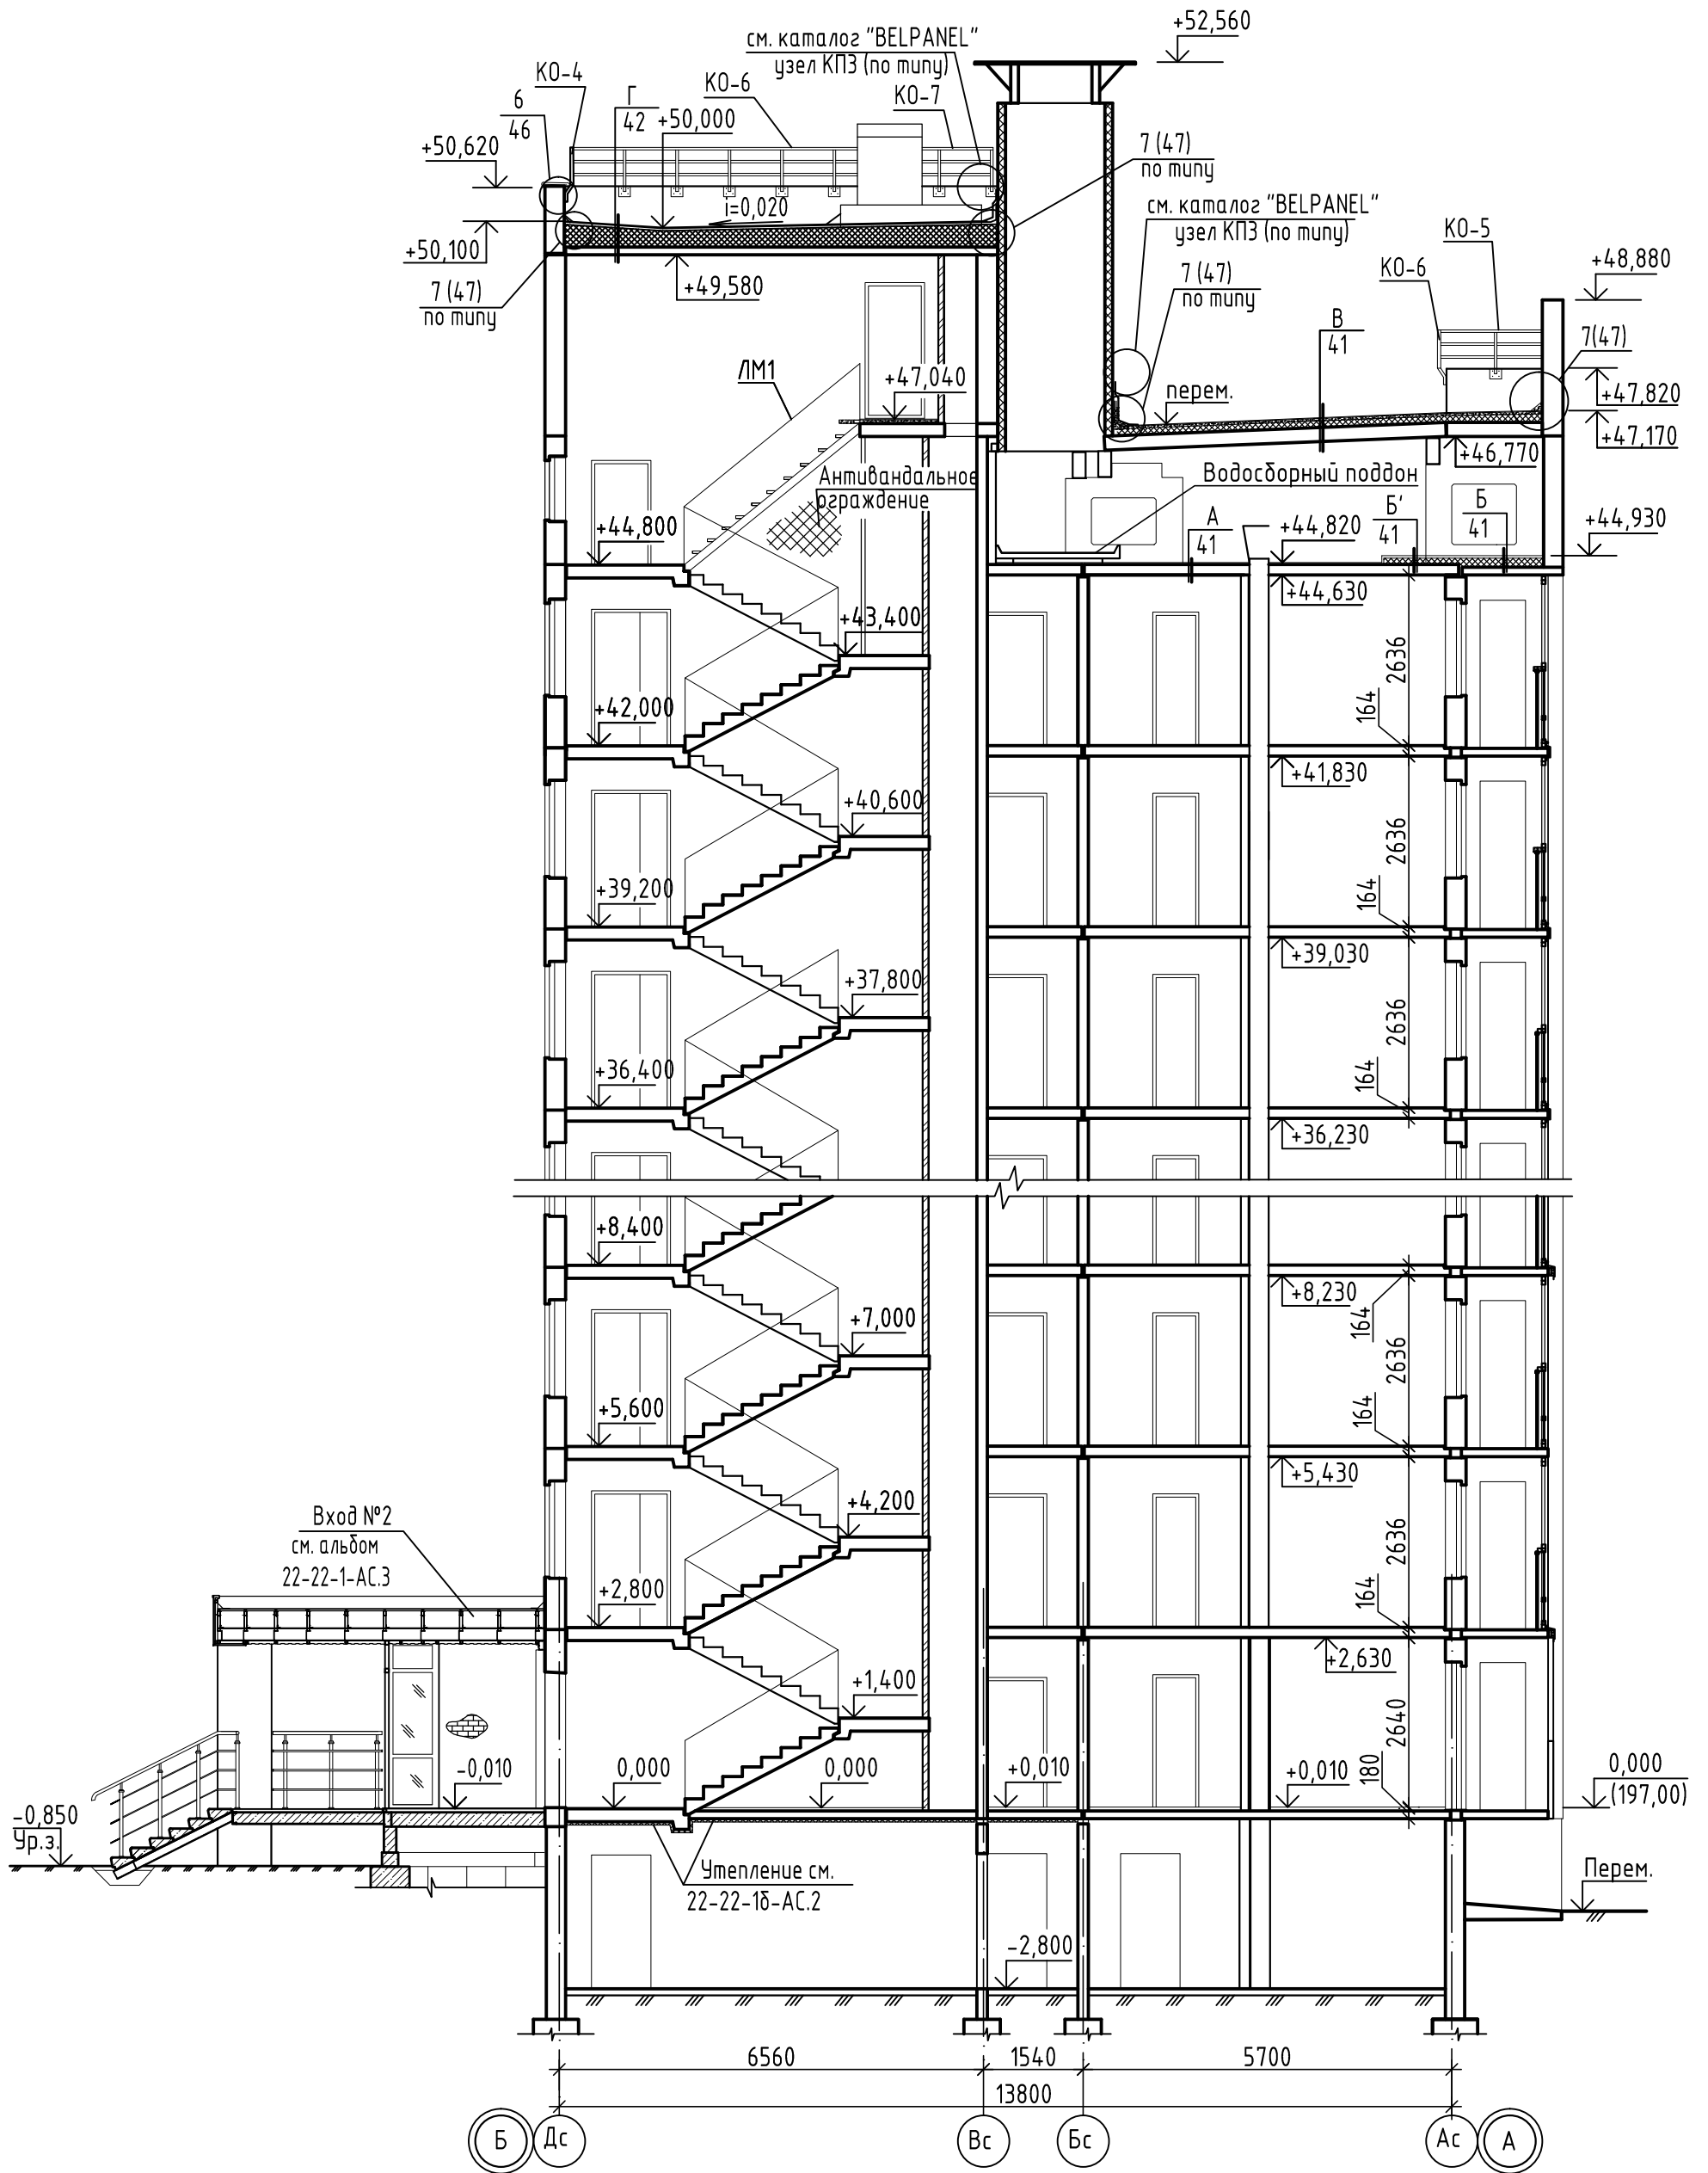 +52,560
см. каталог "BELPANEL"
узел КПЗ (по типу)
КО-4
КО-6
КО-7
6
46
Г
42
+50,000
+50,620
7 (47)
по типу
i=0,020
см. каталог "BELPANEL"
узел КПЗ (по типу)
КО-5
+50,100
+48,880
КО-6
7 (47)
по типу
+49,580
7 (47)
по типу
В
41
7(47)
ЛМ1
+47,040
перем.
+47,820
+47,170
+46,770
Антивандальное
ограждение
Водосборный поддон
+44,800
А
41
+44,820
Б'
41
Б
41
+44,930
+44,630
+43,400
2636
+42,000
164
+41,830
+40,600
2636
+39,200
164
+39,030
+37,800
2636
+36,400
164
+36,230
+8,400
+8,230
164
+7,000
2636
+5,600
164
+5,430
Вход №2
см. альбом
22-22-1-АС.3
+4,200
2636
+2,800
164
+2,630
+1,400
2640
-0,010
0,000
0,000
+0,010
+0,010
180
0,000
(197,00)
-0,850
Ур.з.
Утепление см.
22-22-1б-АС.2
Перем.
-2,800
6560
1540
5700
13800
Б
Дс
Вс
Бс
Ас
А